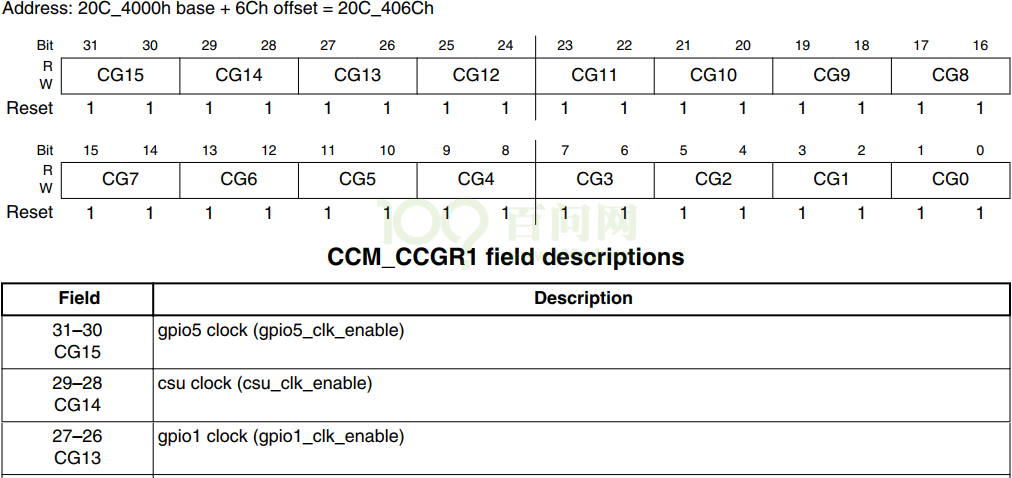 Address: 20C_4000h base + 6Ch offset = 20C_406Ch
Bit 31 30 29 28 27 26 25 24 23 22 21 20 19 18 17 16
R
W
CG15 CG14 CG13 CG12 CG11 CG10 CG9 CG8
Reset 1 1 1 1 1 1 1 1 1 1 1 1 1 1 1 1
Bit 15 14 13 12 11 10 9 8 7 6 5 4 3 2 1 0
R
W
CG7 CG6 CG5 CG4 CG3 CG2 CG1 CG0
Reset 1 1 1 1 1 1 1 1 1 1 1 1 1 1 1 1
100 百问网
CCM_CCGR1 field descriptions
Field Description
31–30
CG15
gpio5 clock (gpio5_clk_enable)
29–28
CG14
csu clock (csu_clk_enable)
27–26
CG13
gpio1 clock (gpio1_clk_enable)